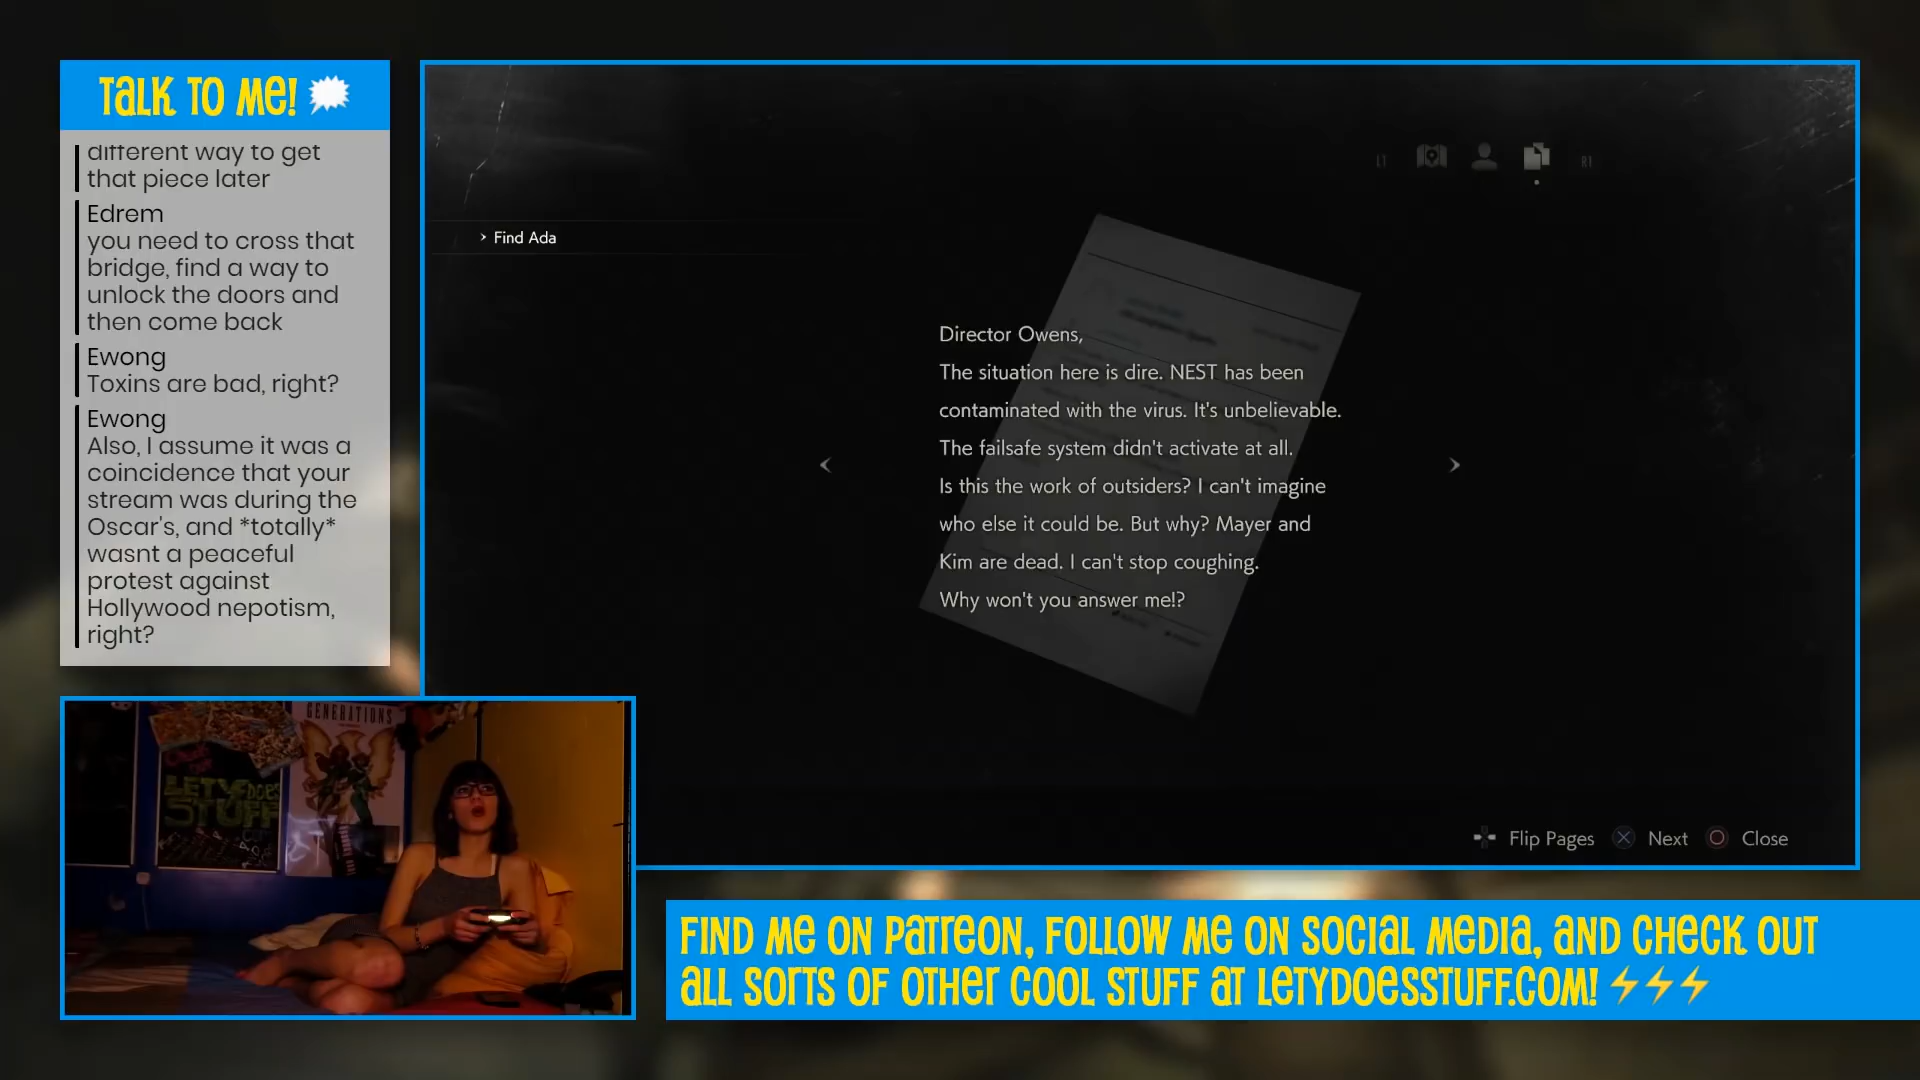 TALK TO ME!
different way to get
that piece later
Edrem
you need to cross that
bridge, find a way to
unlock the doors and
then come back
Ewong
Toxins are bad, right?
Ewong
Also, I assume it was a
coincidence that your
stream was during the
Oscar's, and *totally*
wasnt a peaceful
protest against
Hollywood nepotism,
right?
L1
R1
› Find Ada
Director Owens,
The situation here is dire. NEST has been
contaminated with the virus. It's unbelievable.
The failsafe system didn't activate at all.
Is this the work of outsiders? I can't imagine
who else it could be. But why? Mayer and
Kim are dead. I can't stop coughing.
Why won't you answer me!?
Flip Pages
Next
Close
GENERATIONS
LETY DOES
STUFF
FIND ME ON PATREON, FOLLOW ME ON SOCIAL MEDIA, AND CHECK OUT
ALL SORTS OF OTHER COOL STUFF AT LETYDOESSTUFF.COM!